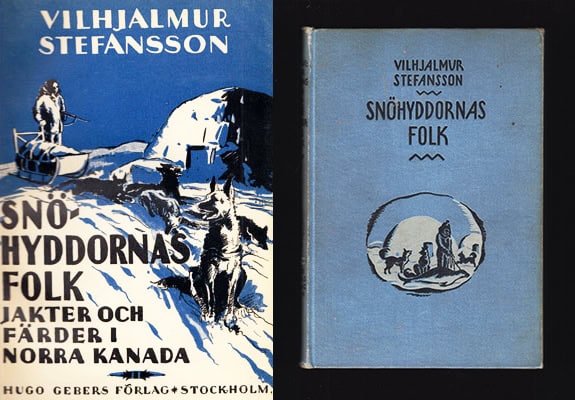 VILHJALMUR
STEFANSSON
SNÖ-
HYDDORNAS
FOLK
JAKTER OCH
FÄRDER I
NORRA KANADA
HUGO GEBERS FÖRLAG * STOCKHOLM.
VILHJALMUR
STEFANSSON
SNÖHYDDORNAS
FOLK